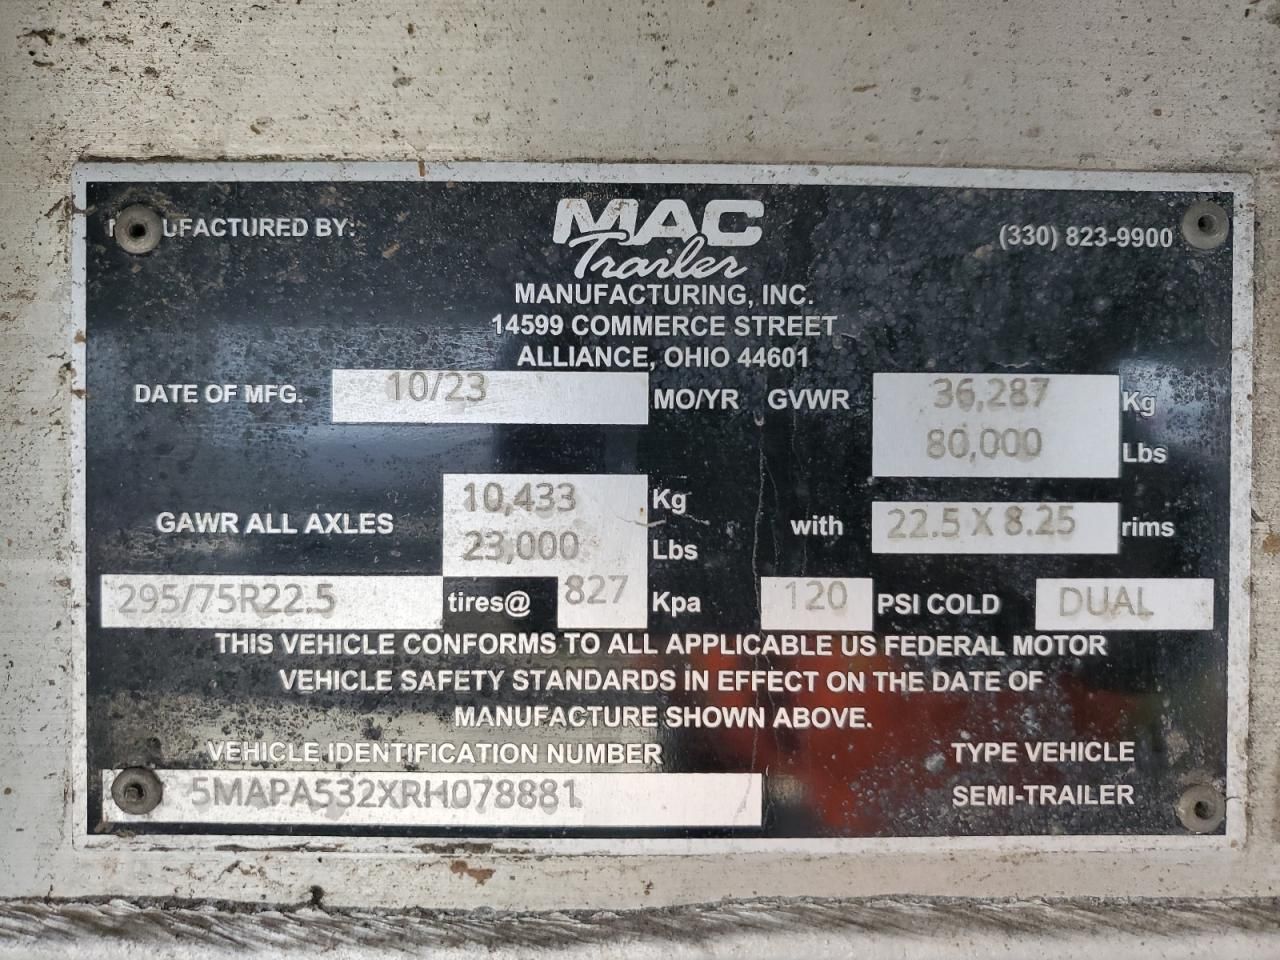 MANUFACTURED BY:
MAC
Trailer
(330) 823-9900
MANUFACTURING, INC.
14599 COMMERCE STREET
ALLIANCE, OHIO 44601
DATE OF MFG. 10/23 MO/YR GVWR 36,287 Kg
80,000 Lbs
GAWR ALL AXLES 10,433 Kg
23,000 Lbs
with 22.5 X 8.25 rims
295/75R22.5 tires@ 827 Kpa 120 PSI COLD DUAL
THIS VEHICLE CONFORMS TO ALL APPLICABLE US FEDERAL MOTOR
VEHICLE SAFETY STANDARDS IN EFFECT ON THE DATE OF
MANUFACTURE SHOWN ABOVE.
VEHICLE IDENTIFICATION NUMBER
5MAPA532XRH078881
TYPE VEHICLE
SEMI-TRAILER